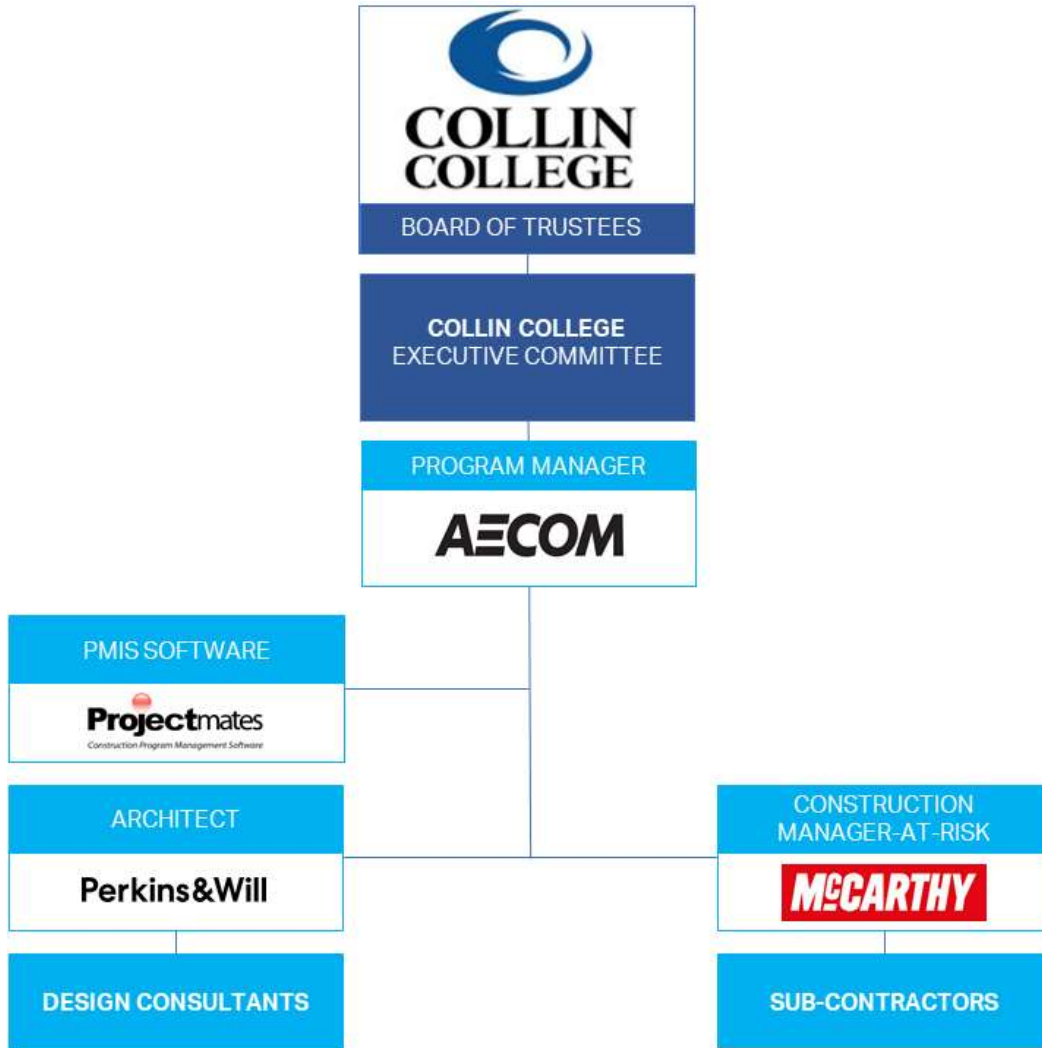 COLLIN
COLLEGE
BOARD OF TRUSTEES
COLLIN COLLEGE
EXECUTIVE COMMITTEE
PROGRAM MANAGER
AECOM
PMIS SOFTWARE
Projectmates
Construction Program Management Software
ARCHITECT
Perkins&Will
DESIGN CONSULTANTS
CONSTRUCTION
MANAGER-AT-RISK
McCARTHY
SUB-CONTRACTORS